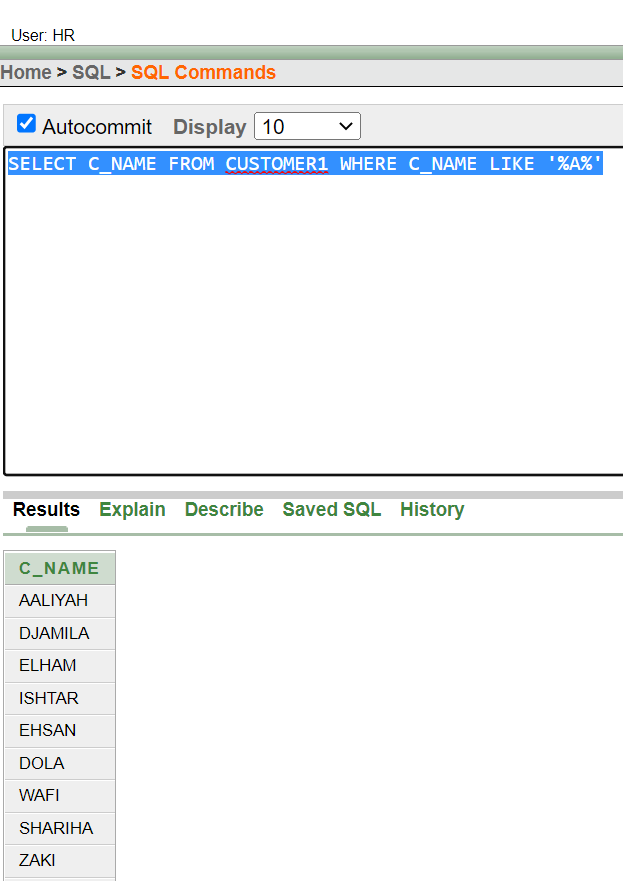 User: HR
Home > SQL > SQL Commands
Autocommit Display 10
SELECT C_NAME FROM CUSTOMER1 WHERE C_NAME LIKE '%A%'
Results Explain Describe Saved SQL History
C_NAME
AALIYAH
DJAMILA
ELHAM
ISHTAR
EHSAN
DOLA
WAFI
SHARIHA
ZAKI